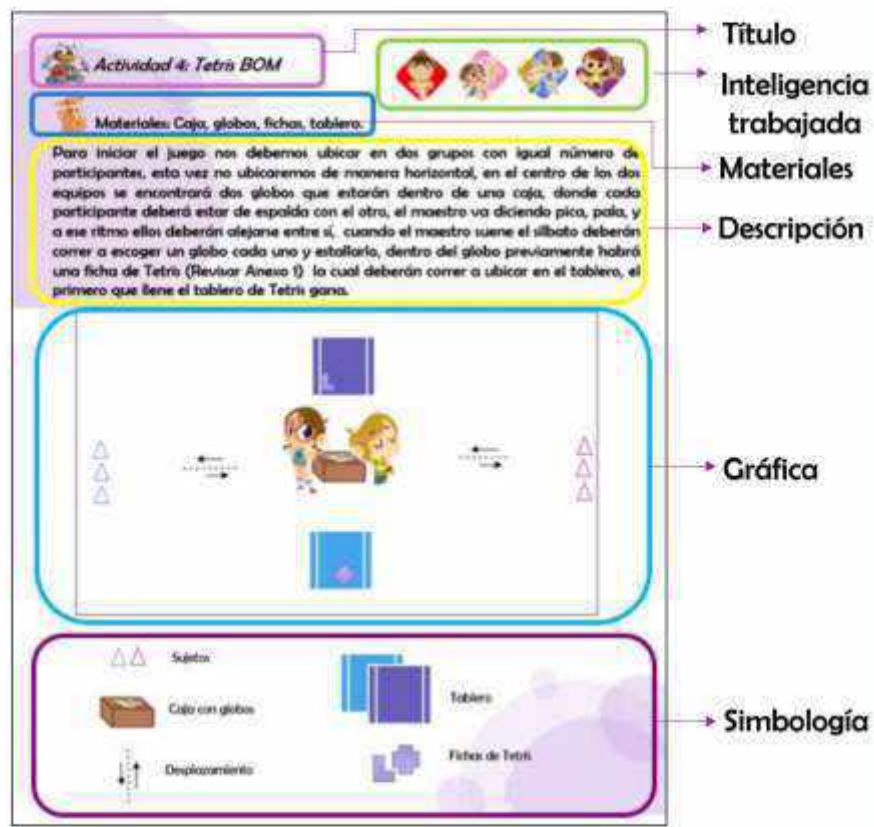 Actividad 4: Tetris BOM
Título
Inteligencia
trabajada
Materiales: Caja, globos, fichas, tablero.
Materiales
Para iniciar el juego nos debemos ubicar en dos grupos con igual número de
participantes, esta vez no ubicaremos de manera horizontal, en el centro de los dos
equipos se encontrará dos globos que estarán dentro de una caja, donde cada
participante deberá estar de espalda con el otro, el maestro va diciendo pica, pala, y
a ese ritmo ellos deberán alejarse entre sí, cuando el maestro suene el silbato deberán
correr a escoger un globo cada uno y estallarlo, dentro del globo previamente habrá
una ficha de Tetris (Revisar Anexo 1) la cual deberán correr a ubicar en el tablero, el
primero que llene el tablero de Tetris gana.
Descripción
Gráfica
Sujetos
Caja con globos
Desplazamiento
Tablero
Fichas de Tetris
Simbología